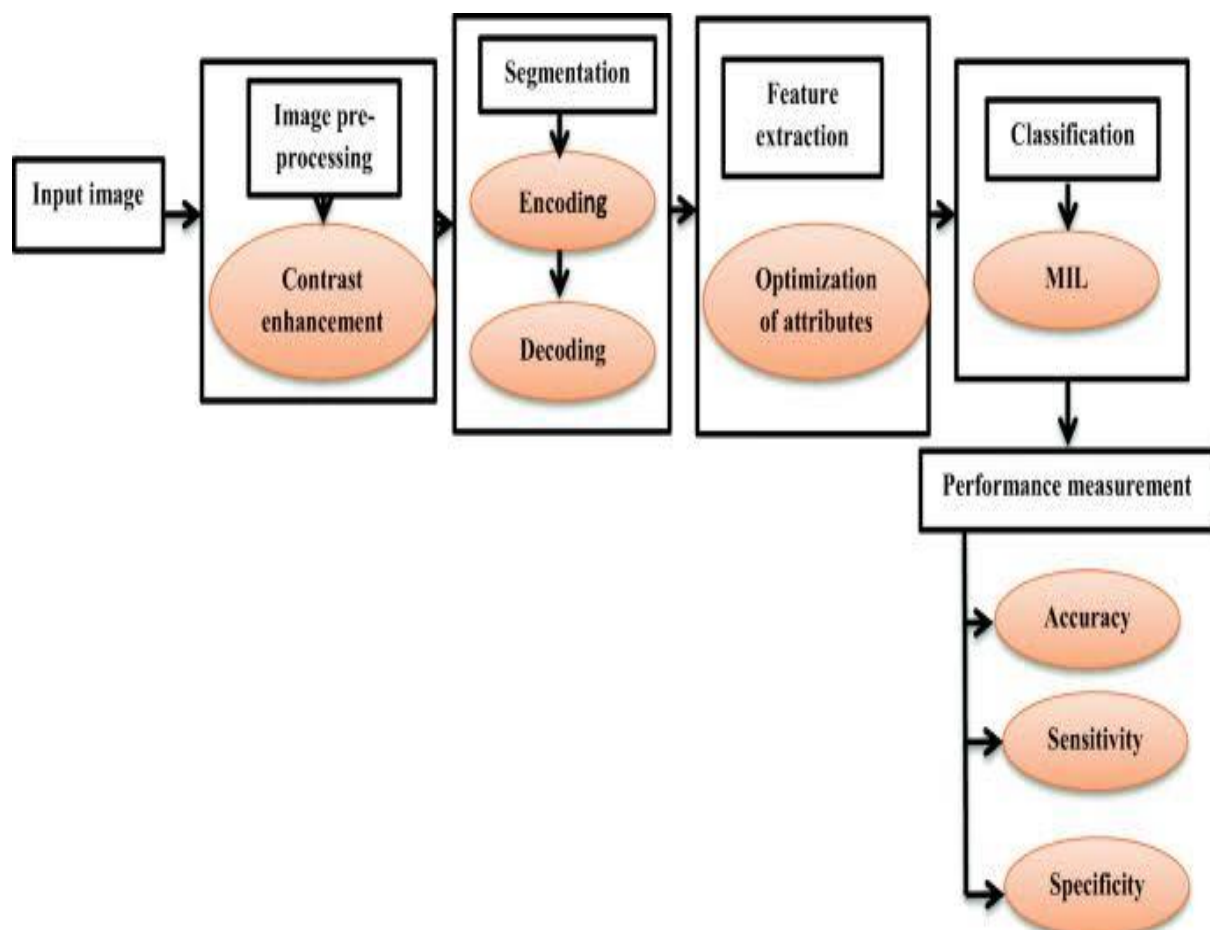 Input image
Image pre-
processing
Contrast
enhancement
Segmentation
Encoding
Decoding
Feature
extraction
Optimization
of attributes
Classification
MIL
Performance measurement
Accuracy
Sensitivity
Specificity